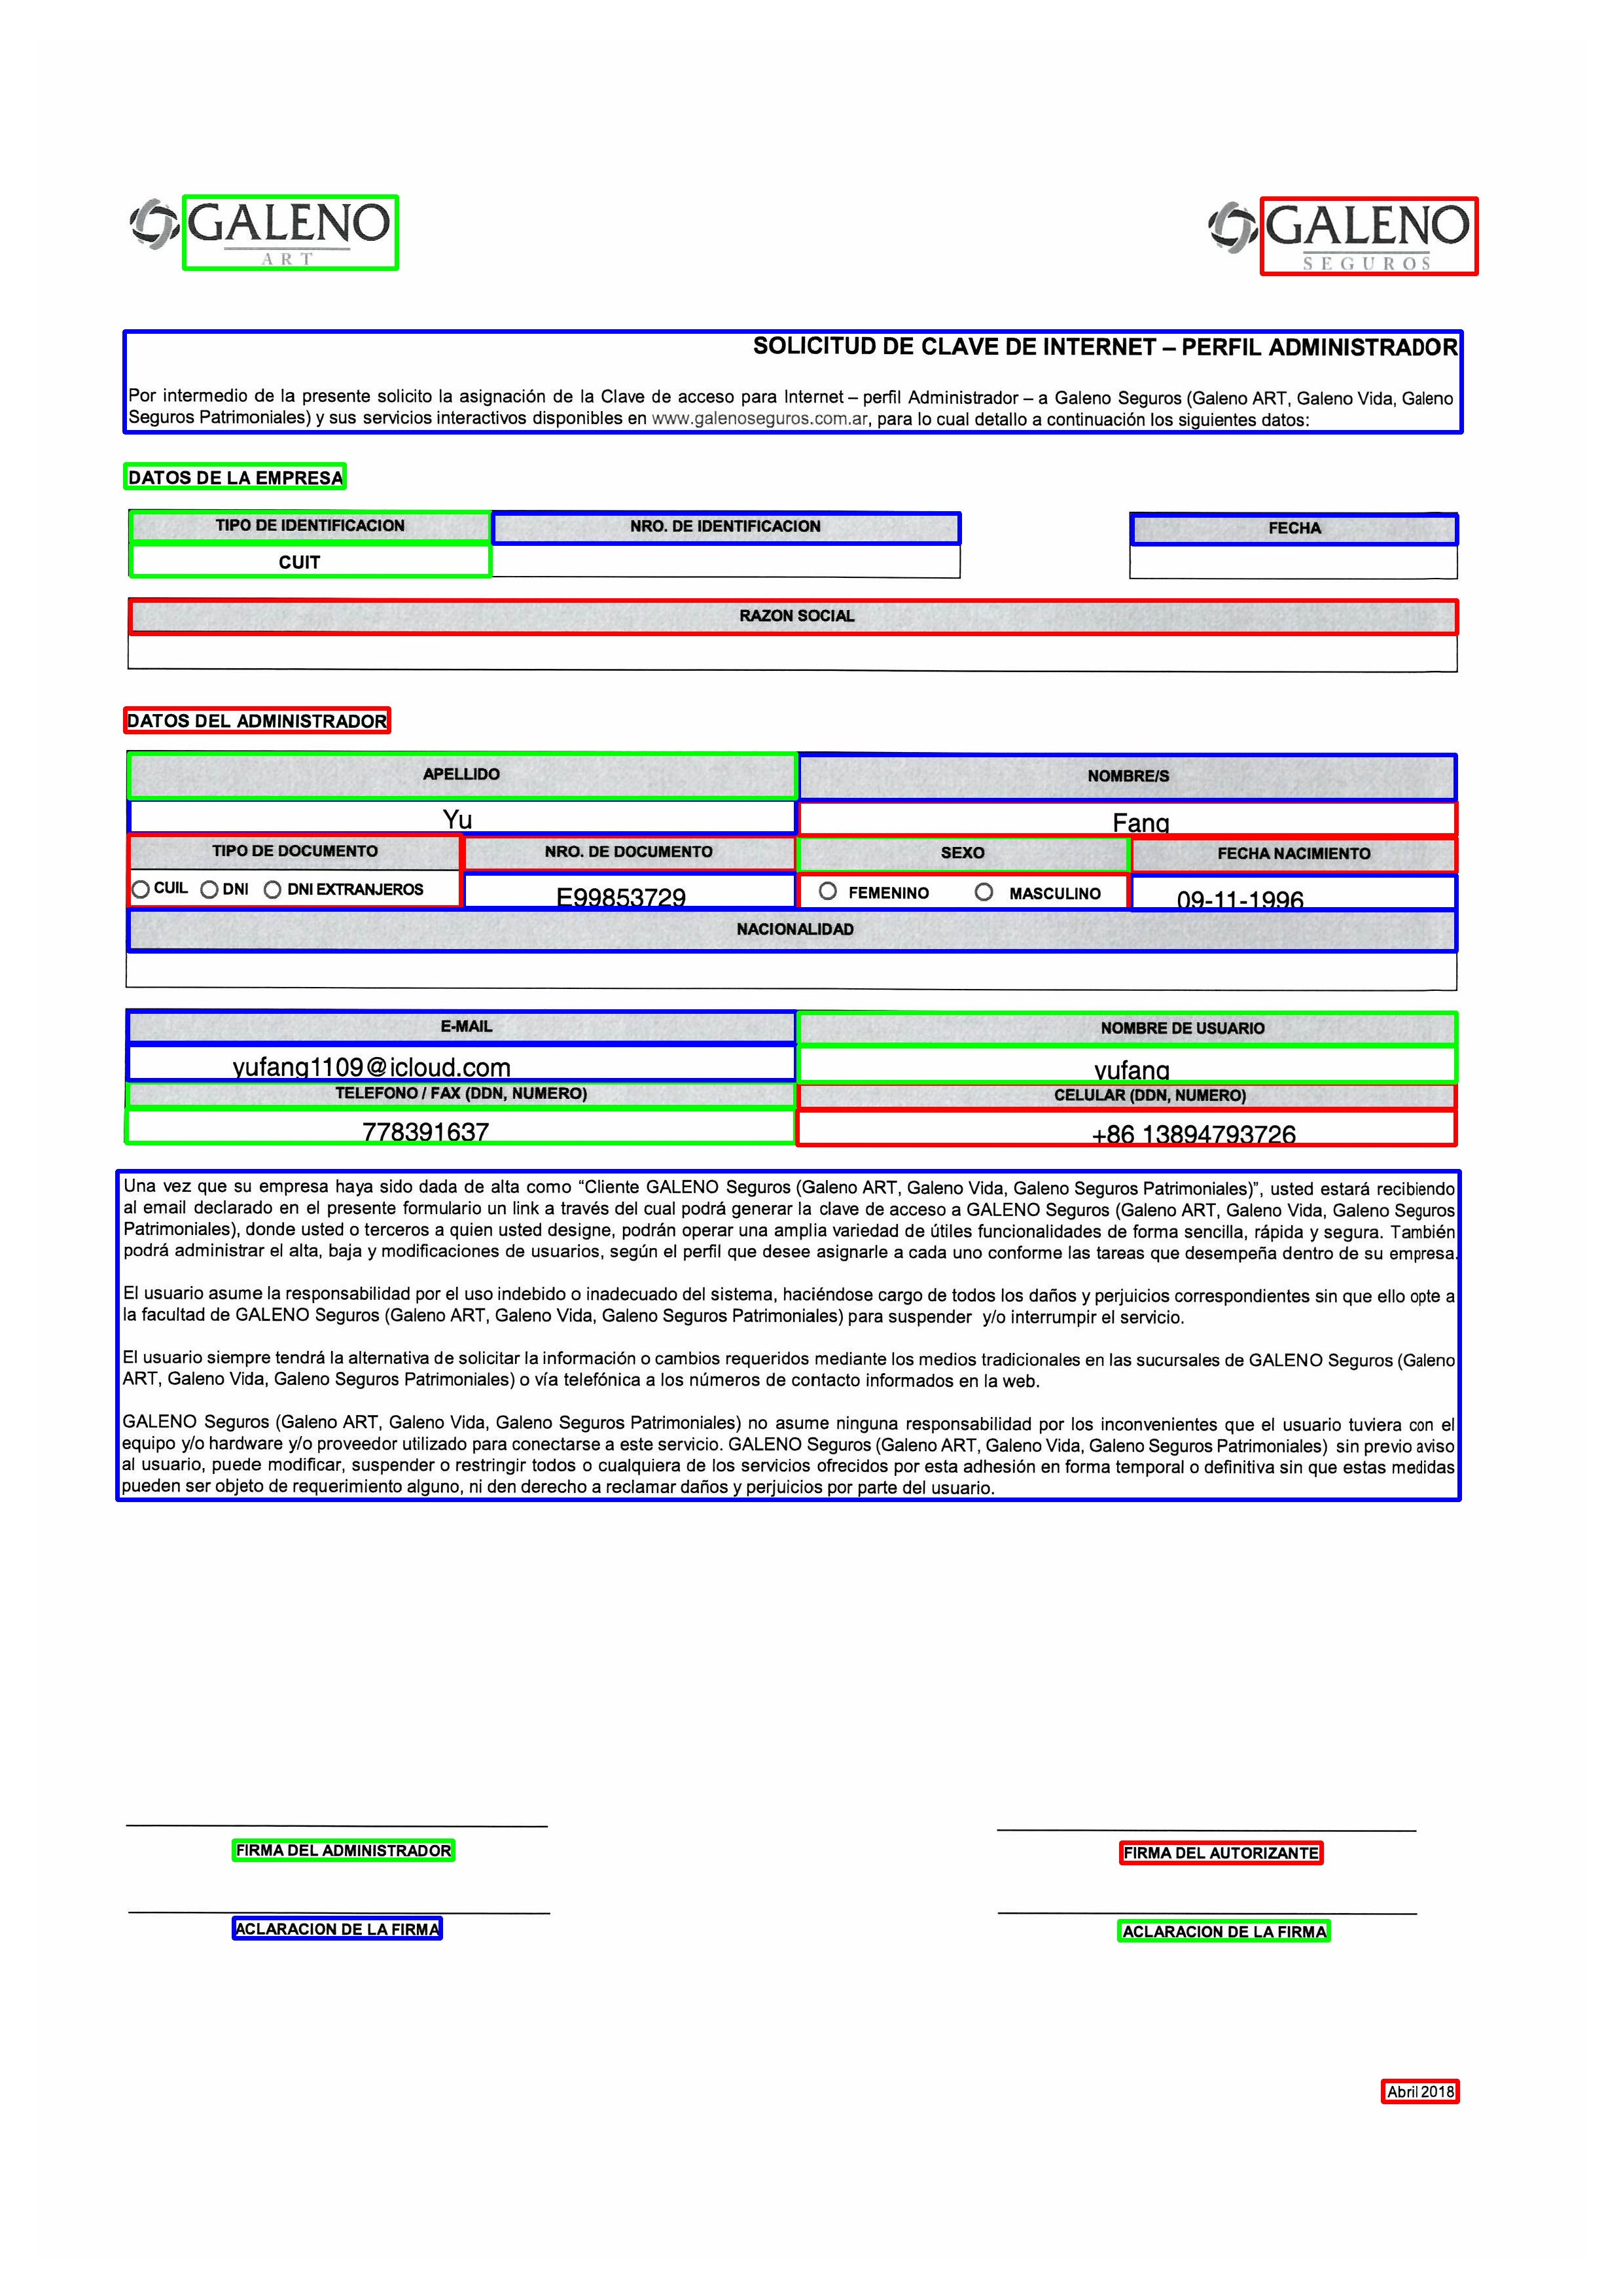 GALENO
ART
GALENO
SEGUROS
SOLICITUD DE CLAVE DE INTERNET – PERFIL ADMINISTRADOR
Por intermedio de la presente solicito la asignación de la Clave de acceso para Internet – perfil Administrador – a Galeno Seguros (Galeno ART, Galeno Vida, Galeno
Seguros Patrimoniales) y sus servicios interactivos disponibles en www.galenoseguros.com.ar, para lo cual detallo a continuación los siguientes datos:
DATOS DE LA EMPRESA
TIPO DE IDENTIFICACION NRO. DE IDENTIFICACION FECHA
CUIT
RAZON SOCIAL
DATOS DEL ADMINISTRADOR
APELLIDO NOMBRE/S
Yu Fang
TIPO DE DOCUMENTO NRO. DE DOCUMENTO SEXO FECHA NACIMIENTO
CUIL DNI DNI EXTRANJEROS E99853729 FEMENINO MASCULINO 09-11-1996
NACIONALIDAD
E-MAIL NOMBRE DE USUARIO
yufang1109@icloud.com yufang
TELEFONO / FAX (DDN, NUMERO) CELULAR (DDN, NUMERO)
778391637 +86 13894793726
Una vez que su empresa haya sido dada de alta como “Cliente GALENO Seguros (Galeno ART, Galeno Vida, Galeno Seguros Patrimoniales)”, usted estará recibiendo
al email declarado en el presente formulario un link a través del cual podrá generar la clave de acceso a GALENO Seguros (Galeno ART, Galeno Vida, Galeno Seguros
Patrimoniales), donde usted o terceros a quien usted designe, podrán operar una amplia variedad de útiles funcionalidades de forma sencilla, rápida y segura. También
podrá administrar el alta, baja y modificaciones de usuarios, según el perfil que desee asignarle a cada uno conforme las tareas que desempeña dentro de su empresa.
El usuario asume la responsabilidad por el uso indebido o inadecuado del sistema, haciéndose cargo de todos los daños y perjuicios correspondientes sin que ello opte a
la facultad de GALENO Seguros (Galeno ART, Galeno Vida, Galeno Seguros Patrimoniales) para suspender y/o interrumpir el servicio.
El usuario siempre tendrá la alternativa de solicitar la información o cambios requeridos mediante los medios tradicionales en las sucursales de GALENO Seguros (Galeno
ART, Galeno Vida, Galeno Seguros Patrimoniales) o vía telefónica a los números de contacto informados en la web.
GALENO Seguros (Galeno ART, Galeno Vida, Galeno Seguros Patrimoniales) no asume ninguna responsabilidad por los inconvenientes que el usuario tuviera con el
equipo y/o hardware y/o proveedor utilizado para conectarse a este servicio. GALENO Seguros (Galeno ART, Galeno Vida, Galeno Seguros Patrimoniales) sin previo aviso
al usuario, puede modificar, suspender o restringir todos o cualquiera de los servicios ofrecidos por esta adhesión en forma temporal o definitiva sin que estas medidas
pueden ser objeto de requerimiento alguno, ni den derecho a reclamar daños y perjuicios por parte del usuario.
FIRMA DEL ADMINISTRADOR FIRMA DEL AUTORIZANTE
ACLARACION DE LA FIRMA ACLARACION DE LA FIRMA
Abril 2018